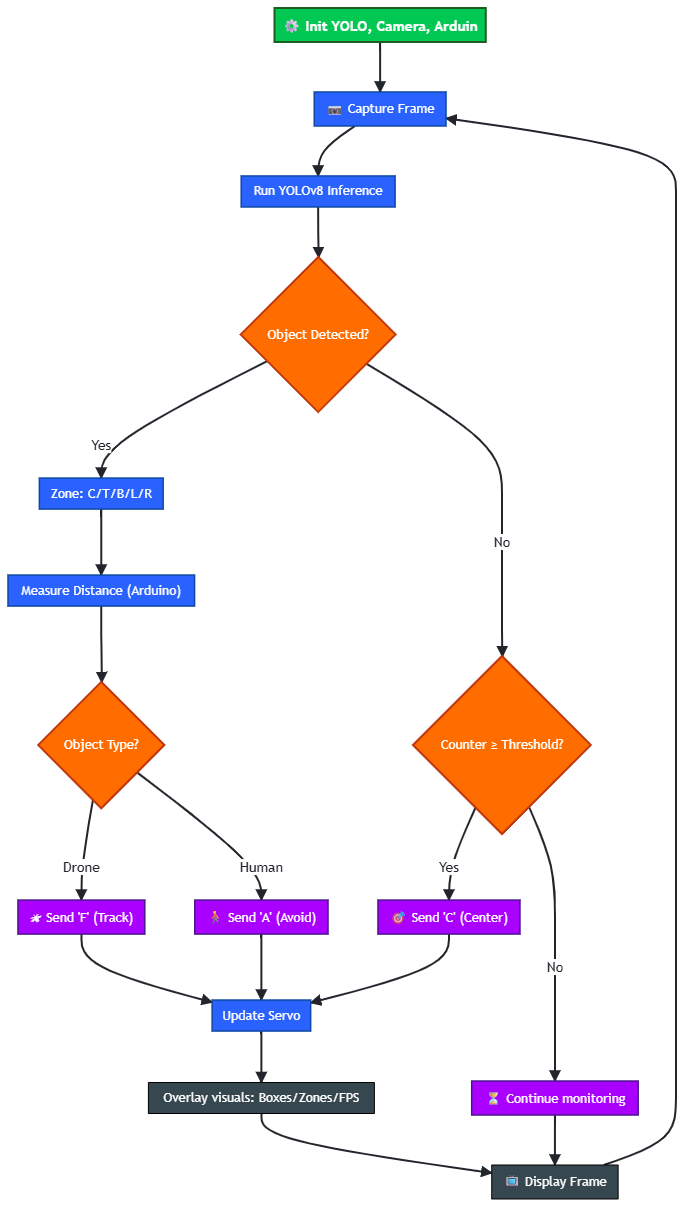 ⚙️ Init YOLO, Camera, Arduin
📷 Capture Frame
Run YOLOv8 Inference
Object Detected?
Yes
Zone: C/T/B/L/R
No
Measure Distance (Arduino)
Object Type?
Counter ≥ Threshold?
Drone
Human
Yes
🛩 Send 'F' (Track)
🚶 Send 'A' (Avoid)
🎯 Send 'C' (Center)
No
Update Servo
Overlay visuals: Boxes/Zones/FPS
⏳ Continue monitoring
📺 Display Frame